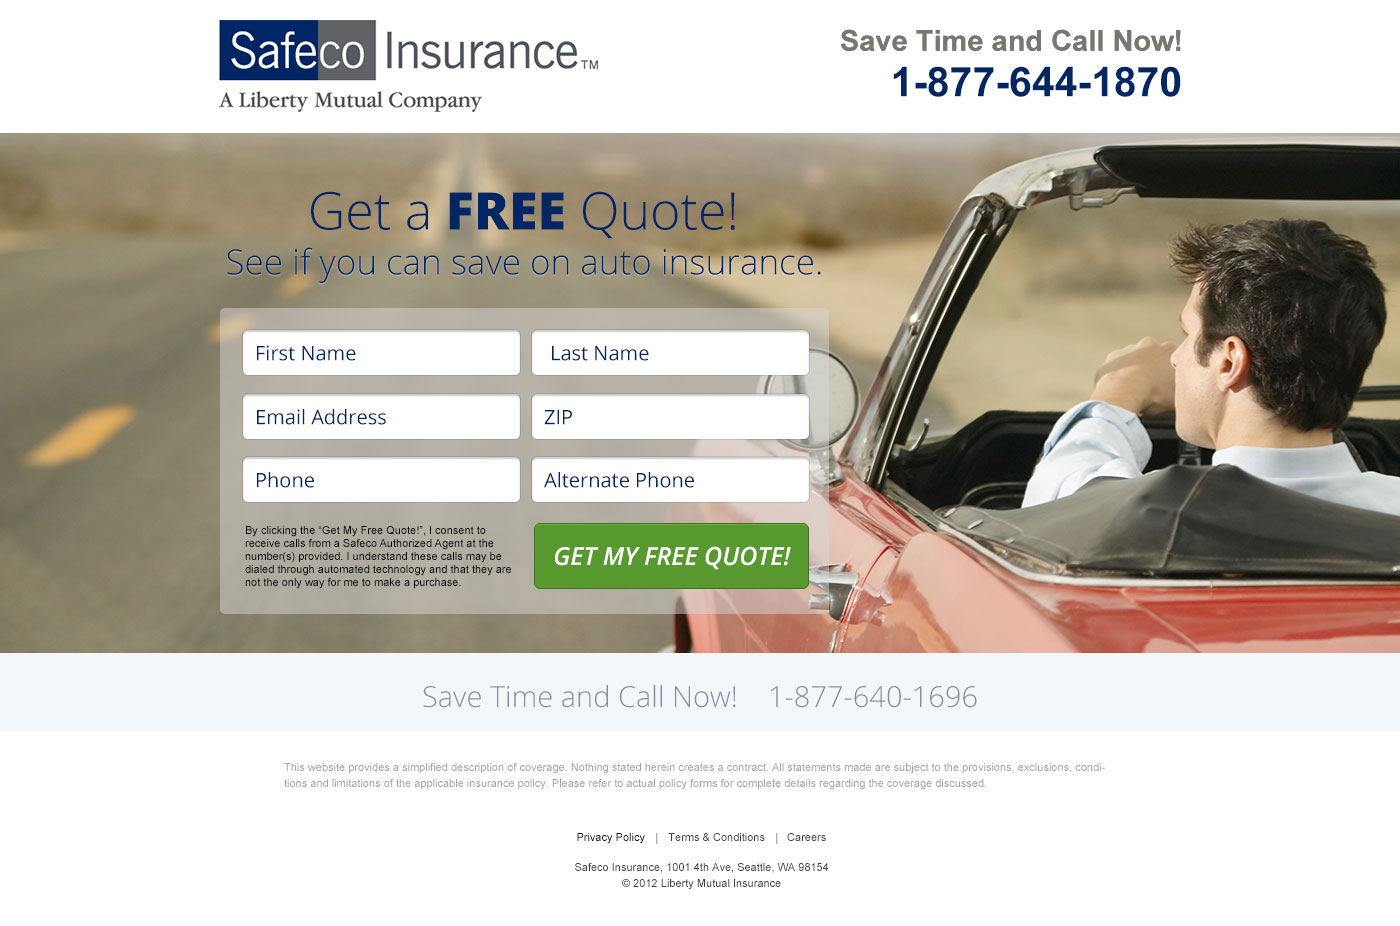 Safeco Insurance™
A Liberty Mutual Company
Save Time and Call Now!
1-877-644-1870
Get a FREE Quote!
See if you can save on auto insurance.
First Name
Last Name
Email Address
ZIP
Phone
Alternate Phone
By clicking the “Get My Free Quote!”, I consent to
receive calls from a Safeco Authorized Agent at the
number(s) provided. I understand these calls may be
dialed through automated technology and that they are
not the only way for me to make a purchase.
GET MY FREE QUOTE!
Save Time and Call Now! 1-877-640-1696
This website provides a simplified description of coverage. Nothing stated herein creates a contract. All statements made are subject to the provisions, exclusions, condi-
tions and limitations of the applicable insurance policy. Please refer to actual policy forms for complete details regarding the coverage discussed.
Privacy Policy | Terms & Conditions | Careers
Safeco Insurance, 1001 4th Ave, Seattle, WA 98154
© 2012 Liberty Mutual Insurance